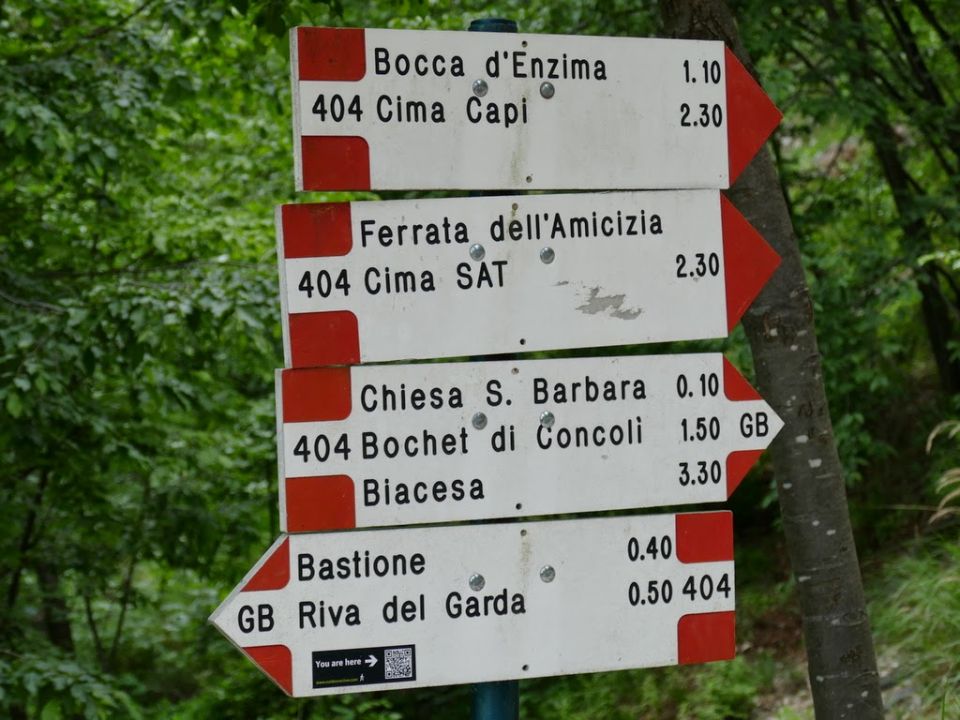 Bocca d'Enzima 1.10
404 Cima Capi 2.30
Ferrata dell'Amicizia
404 Cima SAT 2.30
Chiesa S. Barbara 0.10
404 Bochet di Concolì 1.50 GB
Biacesa 3.30
Bastione 0.40
GB Riva del Garda 0.50 404
You are here